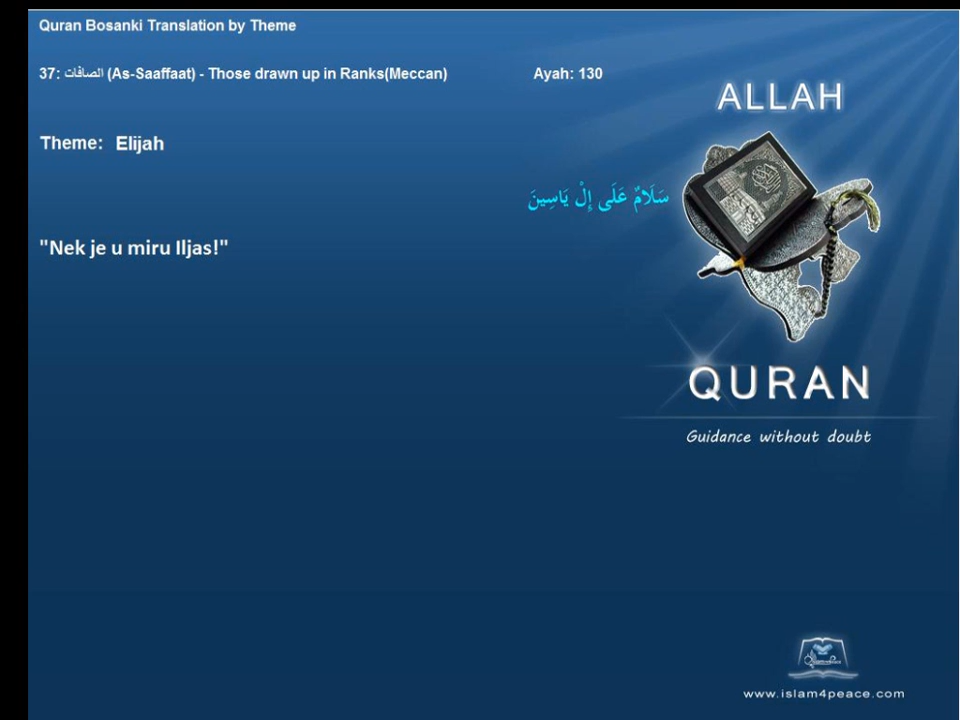 Quran Bosanki Translation by Theme
37: الصافات (As-Saaffaat) - Those drawn up in Ranks(Meccan) Ayah: 130
ALLAH
Theme: Elijah
سَلَامٌ عَلَى إِلْ يَاسِينَ
"Nek je u miru Iljas!"
QURAN
Guidance without doubt
www.islam4peace.com